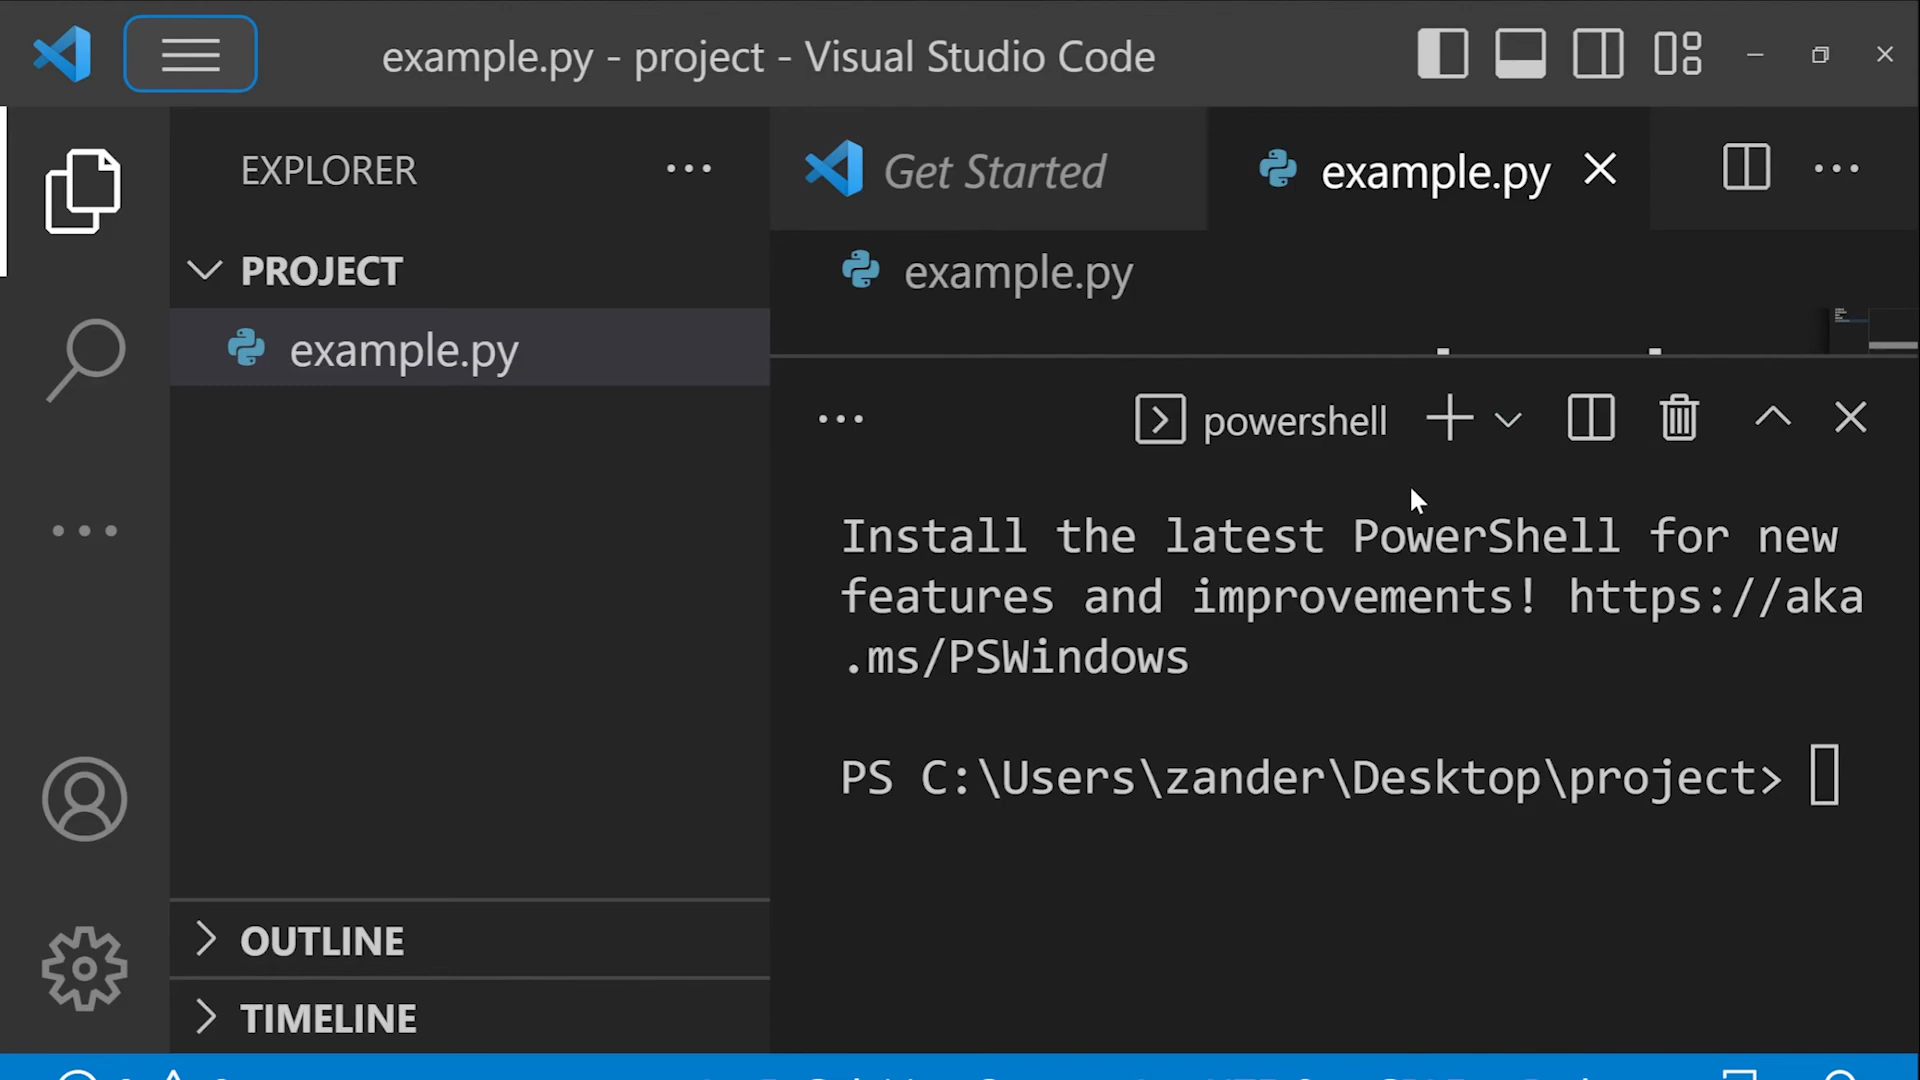 example.py - project - Visual Studio Code
EXPLORER
PROJECT
example.py
OUTLINE
TIMELINE
Get Started
example.py
example.py
powershell
Install the latest PowerShell for new
features and improvements! https://aka
.ms/PSWindows
PS C:\Users\zander\Desktop\project>